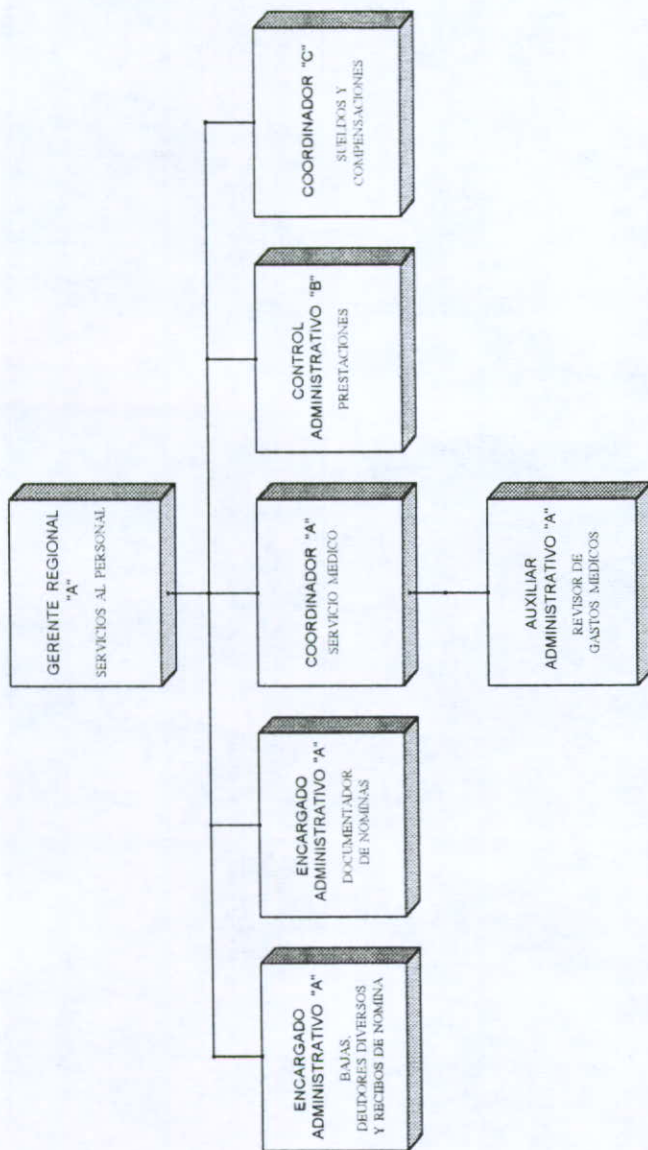 GERENTE REGIONAL
"A"
SERVICIOS AL PERSONAL
ENCARGADO
ADMINISTRATIVO "A"
BAJAS,
DEUDORES DIVERSOS
Y RECIBOS DE NOMINA
ENCARGADO
ADMINISTRATIVO "A"
DOCUMENTADOR
DE NOMINAS
COORDINADOR "A"
SERVICIO MEDICO
CONTROL
ADMINISTRATIVO "B"
PRESTACIONES
COORDINADOR "C"
SUELDOS Y
COMPENSACIONES
AUXILIAR
ADMINISTRATIVO "A"
REVISOR DE
GASTOS MEDICOS